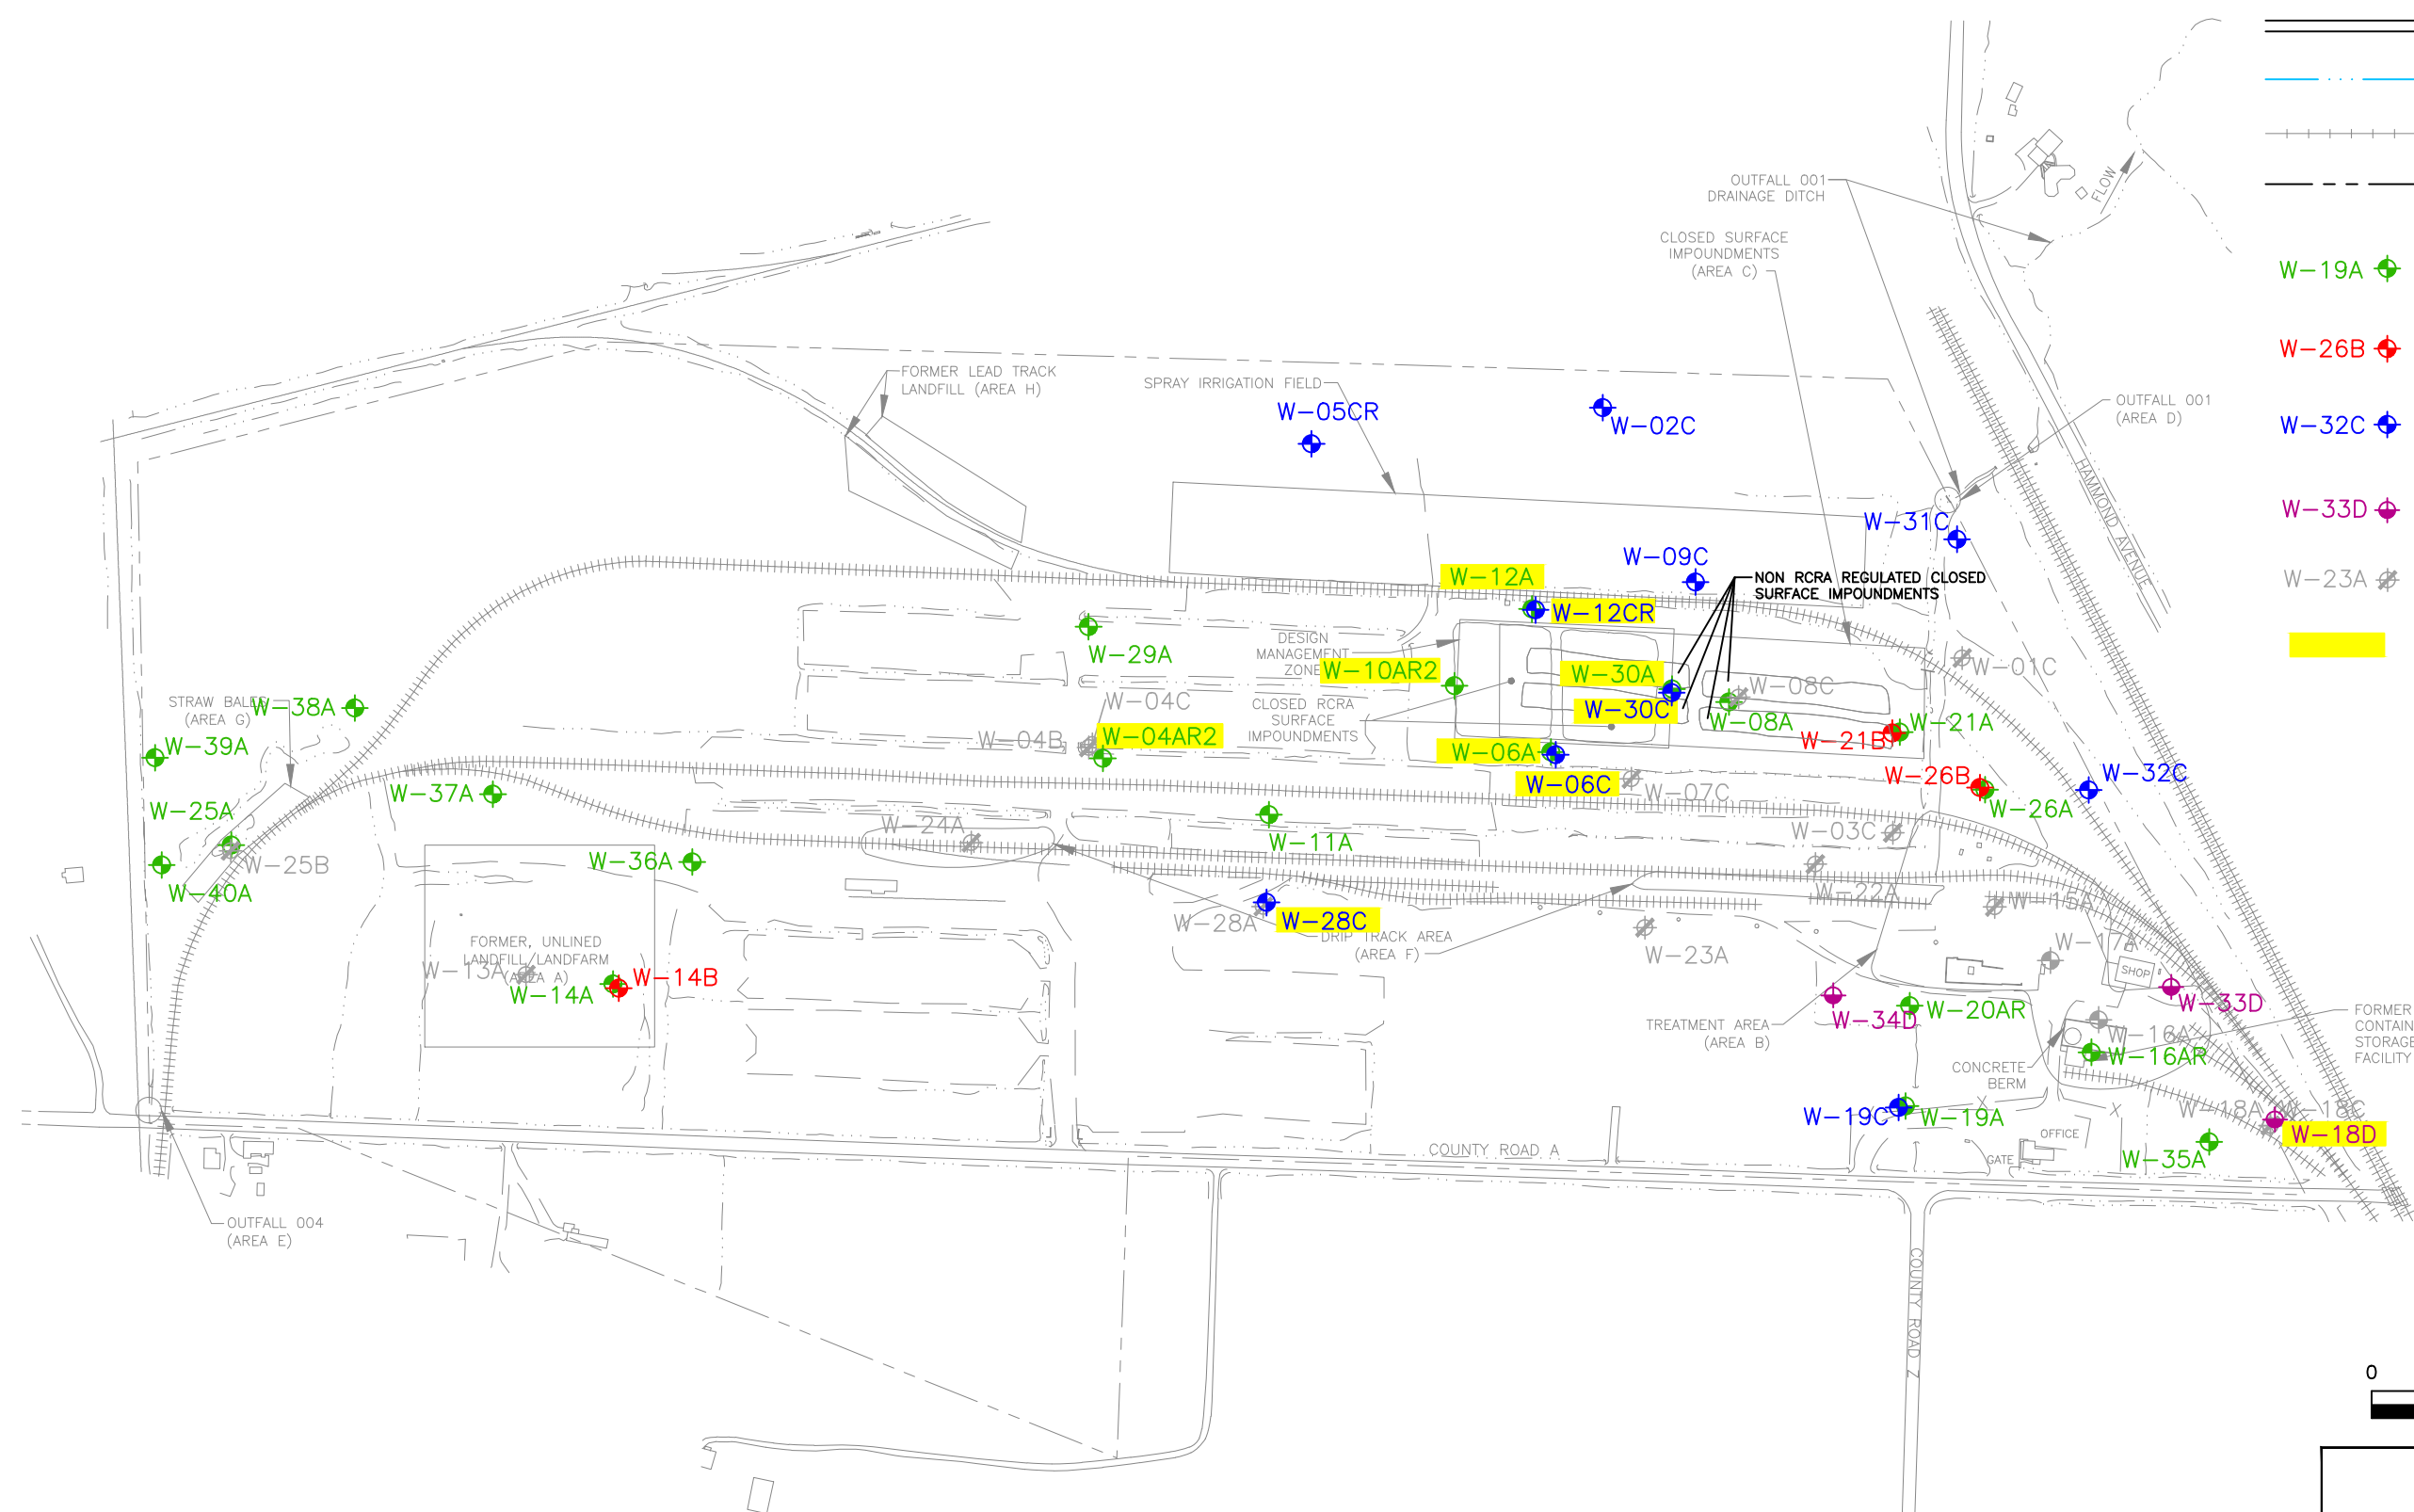 OUTFALL 001
DRAINAGE DITCH
FLOW
CLOSED SURFACE
IMPOUNDMENTS
(AREA C)
W-19A
W-26B
W-32C
W-33D
W-23A
FORMER LEAD TRACK
LANDFILL (AREA H)
SPRAY IRRIGATION FIELD
W-05CR
W-02C
OUTFALL 001
(AREA D)
HAMMOND AVENUE
W-31C
W-09C
W-12A
NON RCRA REGULATED CLOSED
SURFACE IMPOUNDMENTS
W-12CR
DESIGN
MANAGEMENT
ZONE
W-29A
W-10AR2
W-30A
W-30C
W-01C
W-08C
W-08A
W-04C
CLOSED RCRA
SURFACE
IMPOUNDMENTS
STRAW BALES
(AREA G)
W-38A
W-39A
W-04B
W-04AR2
W-06A
W-06C
W-21A
W-21B
W-26B
W-32C
W-26A
W-07C
W-37A
W-25A
W-24A
W-11A
W-03C
W-25B
W-40A
W-36A
W-22A
W-15A
W-28A
W-28C
DRIP TRACK AREA
(AREA F)
W-23A
W-17A
FORMER, UNLINED
LANDFILL/LANDFARM
(AREA A)
W-13A
W-14A
W-14B
SHOP
W-33D
W-34D
W-20AR
TREATMENT AREA
(AREA B)
W-16A
W-16AR
FORMER
CONTAIN
STORAGE
FACILITY
CONCRETE
BERM
W-19C
W-19A
W-18A
W-18C
W-18D
OFFICE
GATE
W-35A
COUNTY ROAD A
OUTFALL 004
(AREA E)
COUNTY ROAD Z
0